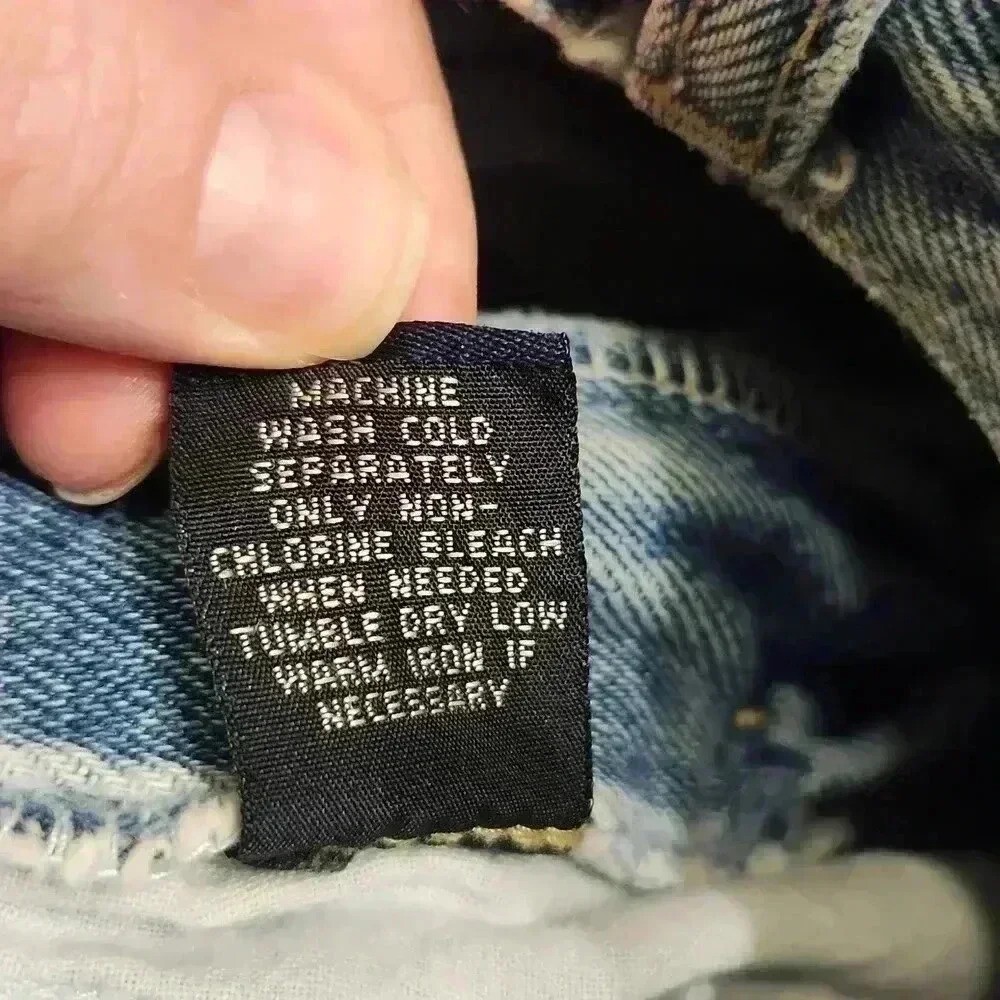 MACHINE
WASH COLD
SEPARATELY
ONLY NON-
CHLORINE BLEACH
WHEN NEEDED
TUMBLE DRY LOW
WARM IRON IF
NECESSARY